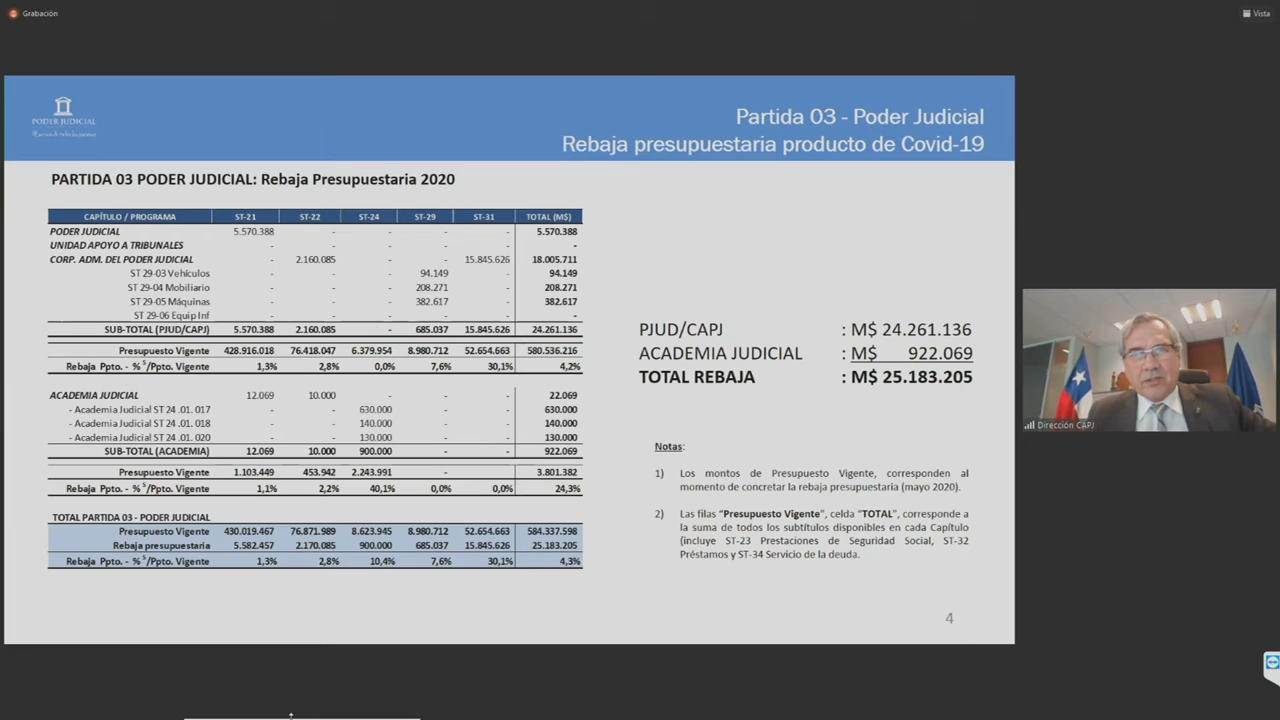 Grabación
Vista
PODER JUDICIAL
Partida 03 - Poder Judicial
Rebaja presupuestaria producto de Covid-19
PARTIDA 03 PODER JUDICIAL: Rebaja Presupuestaria 2020
CAPÍTULO / PROGRAMA ST-21 ST-22 ST-24 ST-29 ST-31 TOTAL (M$)
PODER JUDICIAL 5.570.388 - - - - 5.570.388
UNIDAD APOYO A TRIBUNALES - - - - - -
CORP. ADM. DEL PODER JUDICIAL - 2.160.085 - - 15.845.626 18.005.711
ST 29-03 Vehículos - - - 94.149 - 94.149
ST 29-04 Mobiliario - - - 208.271 - 208.271
ST 29-05 Máquinas - - - 382.617 - 382.617
ST 29-06 Equip Inf - - - - - -
SUB-TOTAL (PJUD/CAPJ) 5.570.388 2.160.085 - 685.037 15.845.626 24.261.136
Presupuesto Vigente 428.916.018 76.418.047 6.379.954 8.980.712 52.654.663 580.536.216
Rebaja Ppto. - % S/Ppto. Vigente 1,3% 2,8% 0,0% 7,6% 30,1% 4,2%
ACADEMIA JUDICIAL 12.069 10.000 - - - 22.069
- Academia Judicial ST 24 .01. 017 630.000 - - 630.000
- Academia Judicial ST 24 .01. 018 140.000 - - 140.000
- Academia Judicial ST 24 .01. 020 130.000 - - 130.000
SUB-TOTAL (ACADEMIA) 12.069 10.000 900.000 - - 922.069
Presupuesto Vigente 1.103.449 453.942 2.243.991 - 3.801.382
Rebaja Ppto. - % S/Ppto. Vigente 1,1% 2,2% 40,1% 0,0% 0,0% 24,3%
TOTAL PARTIDA 03 - PODER JUDICIAL
Presupuesto Vigente 430.019.467 76.871.989 8.623.945 8.980.712 52.654.663 584.337.598
Rebaja presupuestaria 5.582.457 2.170.085 900.000 685.037 15.845.626 25.183.205
Rebaja Ppto. - % S/Ppto. Vigente 1,3% 2,8% 10,4% 7,6% 30,1% 4,3%
PJUD/CAPJ : M$ 24.261.136
ACADEMIA JUDICIAL : M$ 922.069
TOTAL REBAJA : M$ 25.183.205
Notas:
1) Los montos de Presupuesto Vigente, corresponden al
momento de concretar la rebaja presupuestaria (mayo 2020).
2) Las filas “Presupuesto Vigente”, celda “TOTAL”, corresponde a
la suma de todos los subtítulos disponibles en cada Capítulo
(incluye ST-23 Prestaciones de Seguridad Social, ST-32
Préstamos y ST-34 Servicio de la deuda.
4
Dirección CAPJ